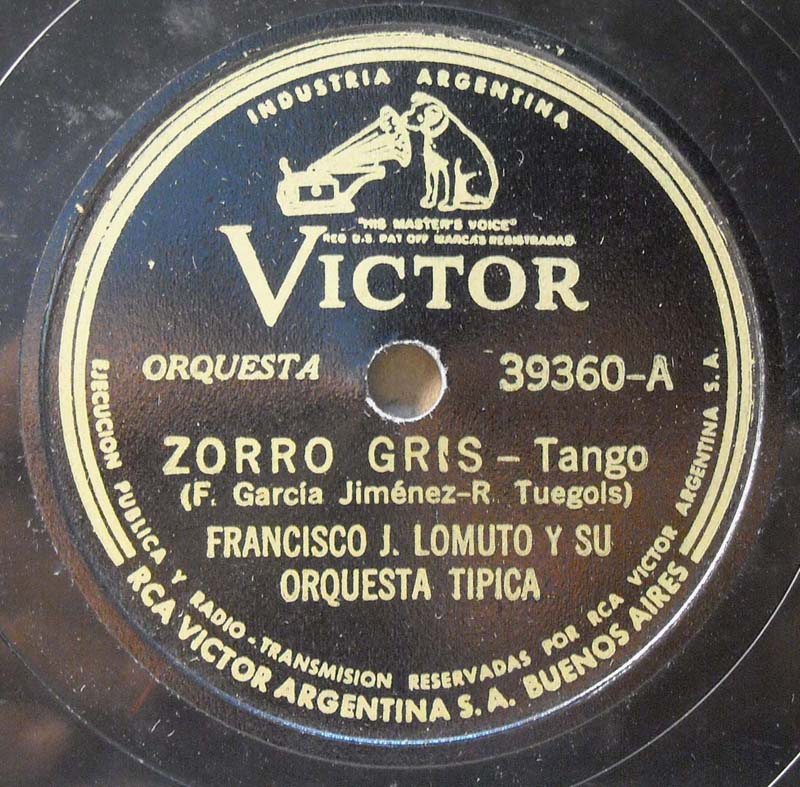 INDUSTRIA ARGENTINA
"HIS MASTER'S VOICE"
REG U.S. PAT OFF MARCAS REGISTRADAS
VICTOR
ORQUESTA 39360-A
ZORRO GRIS – Tango
(F. García Jiménez-R. Tuegols)
FRANCISCO J. LOMUTO Y SU
ORQUESTA TIPICA
EJECUCION PUBLICA Y RADIO-TRANSMISION RESERVADAS POR RCA VICTOR ARGENTINA S.A.
RCA VICTOR ARGENTINA S.A. BUENOS AIRES